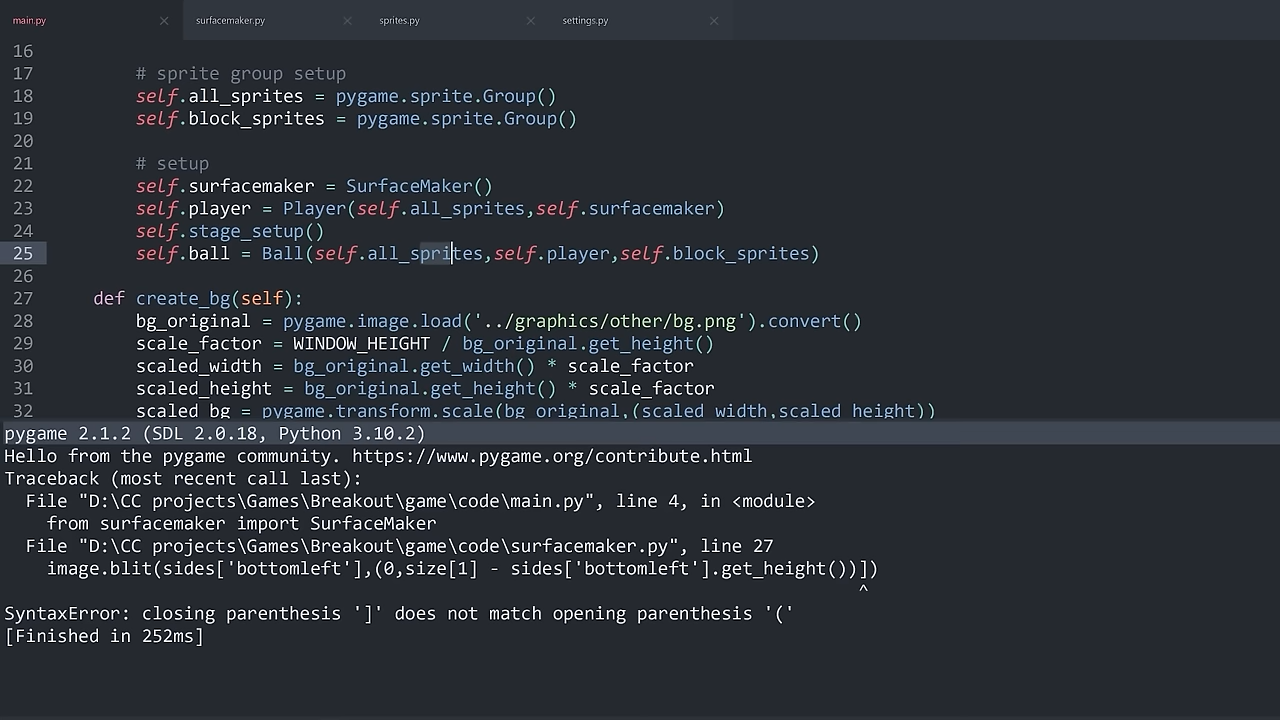 main.py surfacemaker.py sprites.py settings.py
16
17 # sprite group setup
18 self.all_sprites = pygame.sprite.Group()
19 self.block_sprites = pygame.sprite.Group()
20
21 # setup
22 self.surfacemaker = SurfaceMaker()
23 self.player = Player(self.all_sprites,self.surfacemaker)
24 self.stage_setup()
25 self.ball = Ball(self.all_sprites,self.player,self.block_sprites)
26
27 def create_bg(self):
28 bg_original = pygame.image.load('../graphics/other/bg.png').convert()
29 scale_factor = WINDOW_HEIGHT / bg_original.get_height()
30 scaled_width = bg_original.get_width() * scale_factor
31 scaled_height = bg_original.get_height() * scale_factor
32 scaled_bg = pygame.transform.scale(bg_original,(scaled_width,scaled_height))
pygame 2.1.2 (SDL 2.0.18, Python 3.10.2)
Hello from the pygame community. https://www.pygame.org/contribute.html
Traceback (most recent call last):
File "D:\CC projects\Games\Breakout\game\code\main.py", line 4, in <module>
from surfacemaker import SurfaceMaker
File "D:\CC projects\Games\Breakout\game\code\surfacemaker.py", line 27
image.blit(sides['bottomleft'],(0,size[1] - sides['bottomleft'].get_height())])
^
SyntaxError: closing parenthesis ']' does not match opening parenthesis '('
[Finished in 252ms]